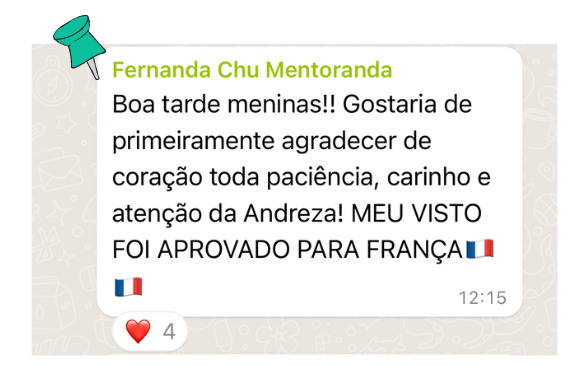 Fernanda Chu Mentoranda
Boa tarde meninas!! Gostaria de
primeiramente agradecer de
coração toda paciência, carinho e
atenção da Andreza! MEU VISTO
FOI APROVADO PARA FRANÇA🇫🇷
🇫🇷
12:15
❤️ 4